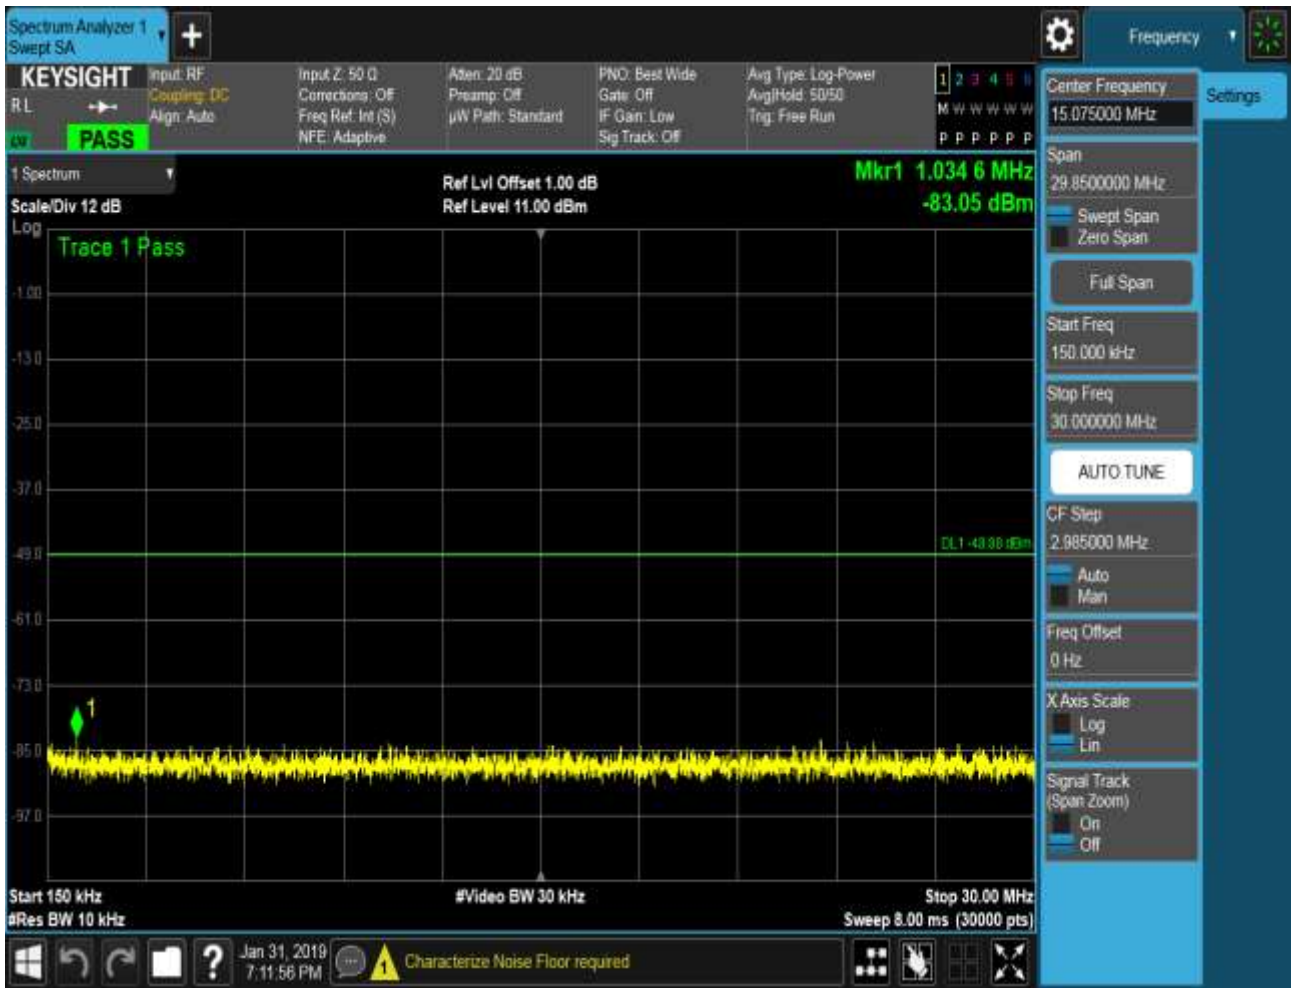 Spectrum Analyzer 1
Swept SA
Frequency
KEYSIGHT
Input: RF
Coupling: DC
Align: Auto
Input Z: 50 Ω
Corrections: Off
Freq Ref: Int (S)
NFE: Adaptive
Atten: 20 dB
Preamp: Off
µW Path: Standard
PNO: Best Wide
Gate: Off
IF Gain: Low
Sig Track: Off
Avg Type: Log-Power
Avg|Hold: 50/50
Trig: Free Run
1 2 3 4 5 6
M W W W W W
P P P P P P
R L
PASS
1 Spectrum
Scale/Div 12 dB
Log
Ref Lvl Offset 1.00 dB
Ref Level 11.00 dBm
Mkr1 1.034 6 MHz
-83.05 dBm
Trace 1 Pass
-1.00
-13.0
-25.0
-37.0
-49.0
-61.0
-73.0
-85.0
-97.0
1
Start 150 kHz
#Res BW 10 kHz
#Video BW 30 kHz
Stop 30.00 MHz
Sweep 8.00 ms (30000 pts)
Center Frequency
15.075000 MHz
Settings
Span
29.8500000 MHz
Swept Span
Zero Span
Full Span
Start Freq
150.000 kHz
Stop Freq
30.000000 MHz
AUTO TUNE
CF Step
2.985000 MHz
Auto
Man
Freq Offset
0 Hz
X Axis Scale
Log
Lin
Signal Track
(Span Zoom)
On
Off
?
Jan 31, 2019
7:11:56 PM
1
Characterize Noise Floor required